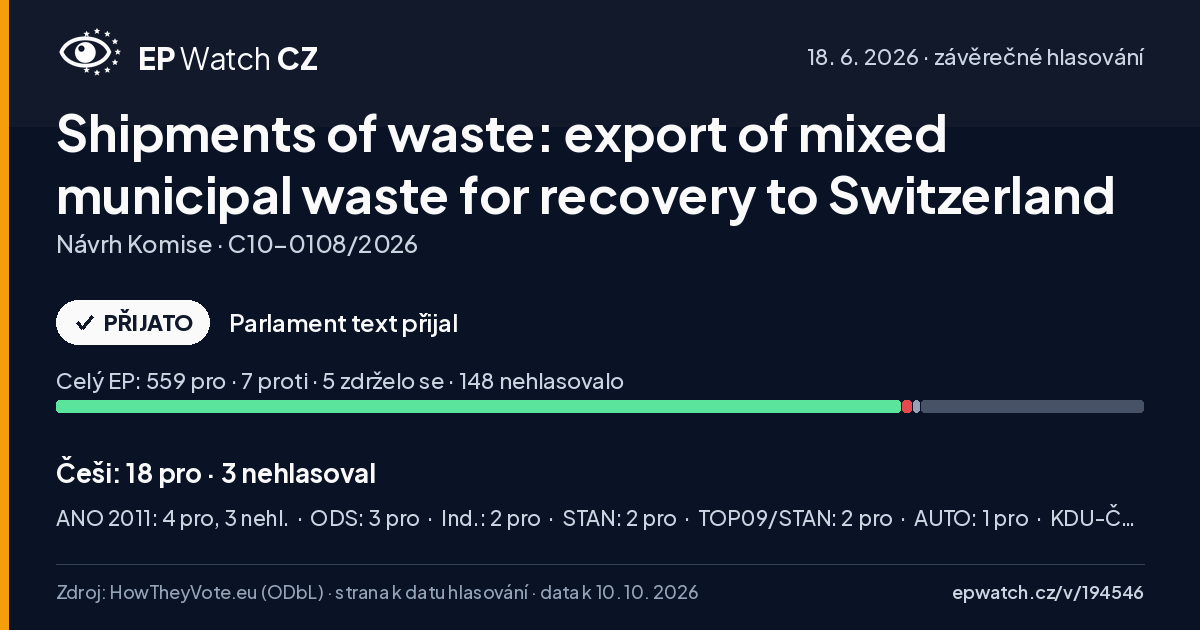 EP Watch CZ
18. 6. 2026 · závěrečné hlasování
Shipments of waste: export of mixed
municipal waste for recovery to Switzerland
Návrh Komise · C10–0108/2026
✓ PŘIJATO
Parlament text přijal
Celý EP: 559 pro · 7 proti · 5 zdrželo se · 148 nehlasovalo
Češi: 18 pro · 3 nehlasoval
ANO 2011: 4 pro, 3 nehl. · ODS: 3 pro · Ind.: 2 pro · STAN: 2 pro · TOP09/STAN: 2 pro · AUTO: 1 pro · KDU-Č…
Zdroj: HowTheyVote.eu (ODbL) · strana k datu hlasování · data k 10. 10. 2026
epwatch.cz/v/194546